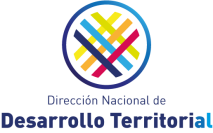 Dirección Nacional de
Desarrollo Territorial